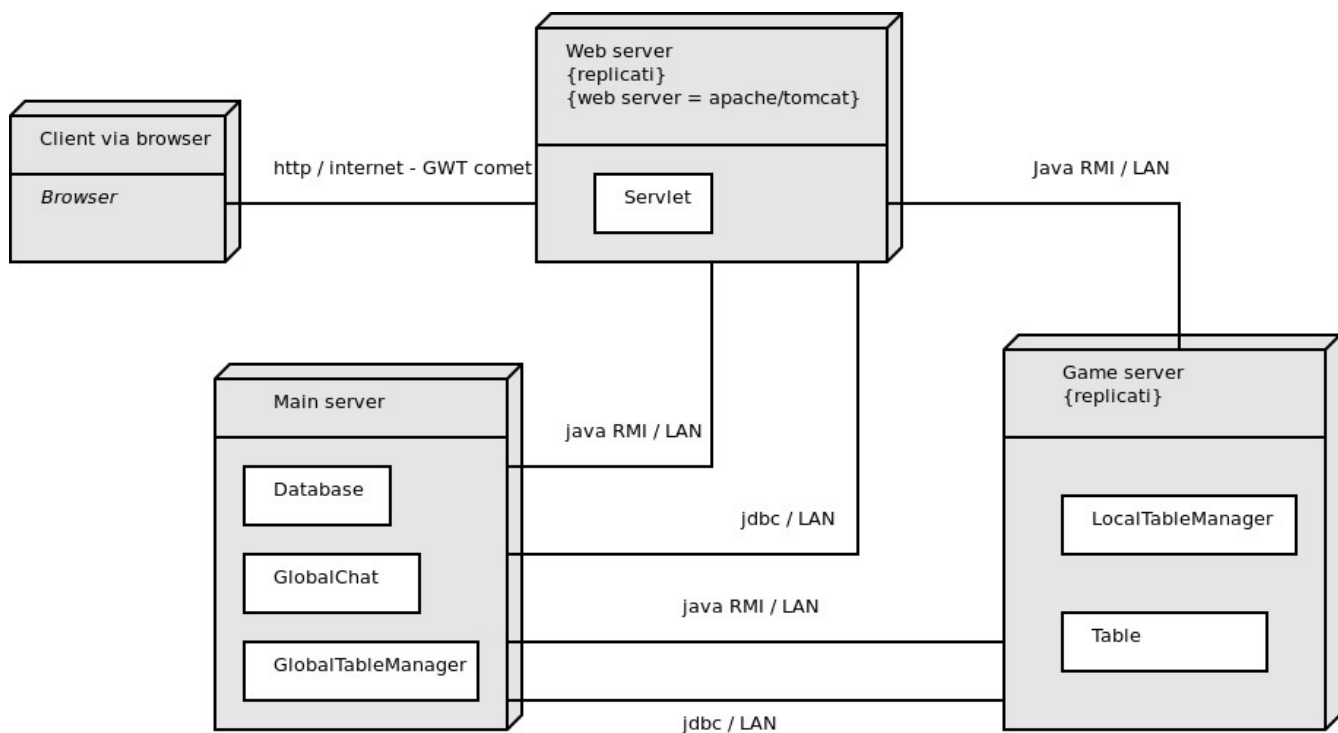 Web server
{replicati}
{web server = apache/tomcat}
Servlet
Client via browser
Browser
http / internet - GWT comet
Java RMI / LAN
Main server
Database
GlobalChat
GlobalTableManager
java RMI / LAN
jdbc / LAN
java RMI / LAN
jdbc / LAN
Game server
{replicati}
LocalTableManager
Table